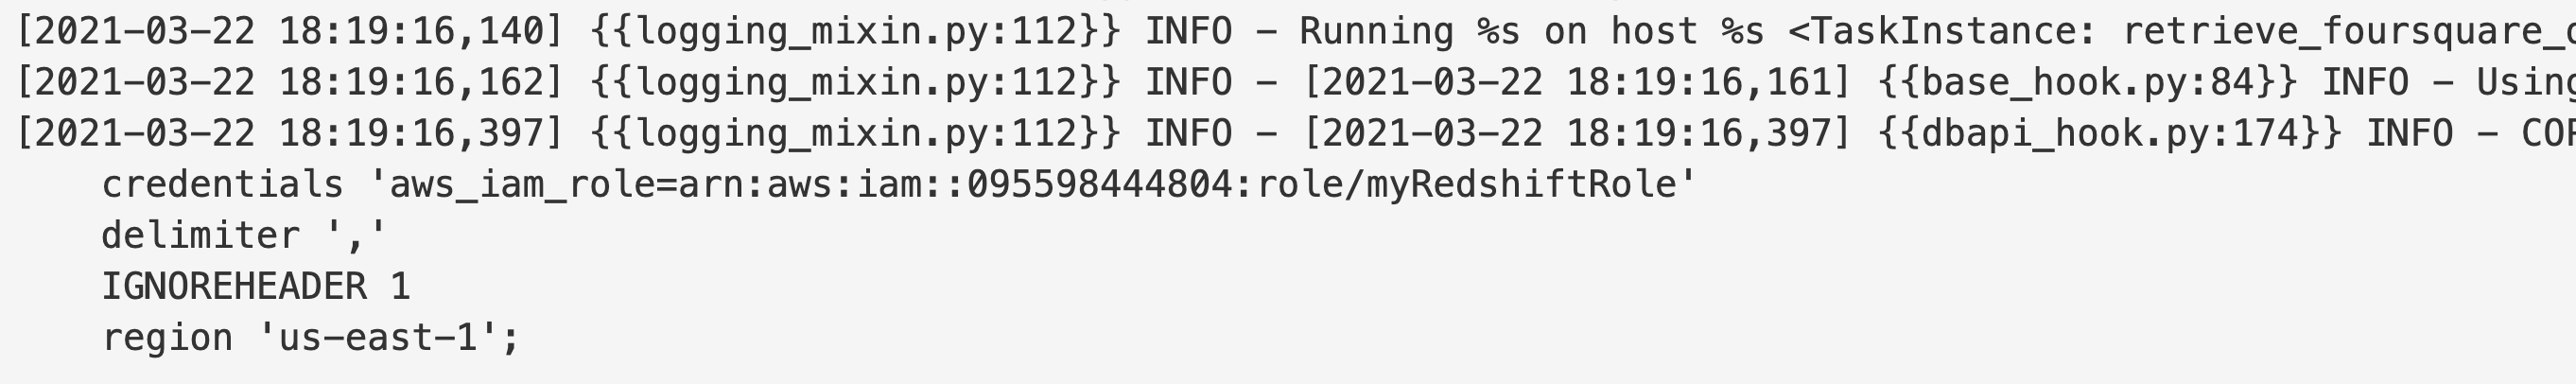 [2021-03-22 18:19:16,140] {{logging_mixin.py:112}} INFO - Running %s on host %s <TaskInstance: retrieve_foursquare_
[2021-03-22 18:19:16,162] {{logging_mixin.py:112}} INFO - [2021-03-22 18:19:16,161] {{base_hook.py:84}} INFO - Using
[2021-03-22 18:19:16,397] {{logging_mixin.py:112}} INFO - [2021-03-22 18:19:16,397] {{dbapi_hook.py:174}} INFO - COP
credentials 'aws_iam_role=arn:aws:iam::095598444804:role/myRedshiftRole'
delimiter ','
IGNOREHEADER 1
region 'us-east-1';